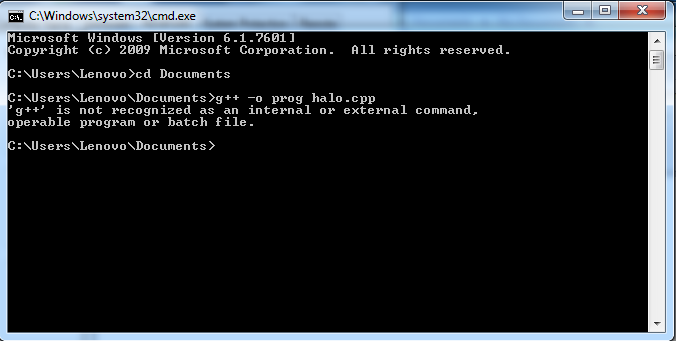 C:\Windows\system32\cmd.exe
Microsoft Windows [Version 6.1.7601]
Copyright (c) 2009 Microsoft Corporation.  All rights reserved.
C:\Users\Lenovo>cd Documents
C:\Users\Lenovo\Documents>g++ -o prog halo.cpp
'g++' is not recognized as an internal or external command,
operable program or batch file.
C:\Users\Lenovo\Documents>